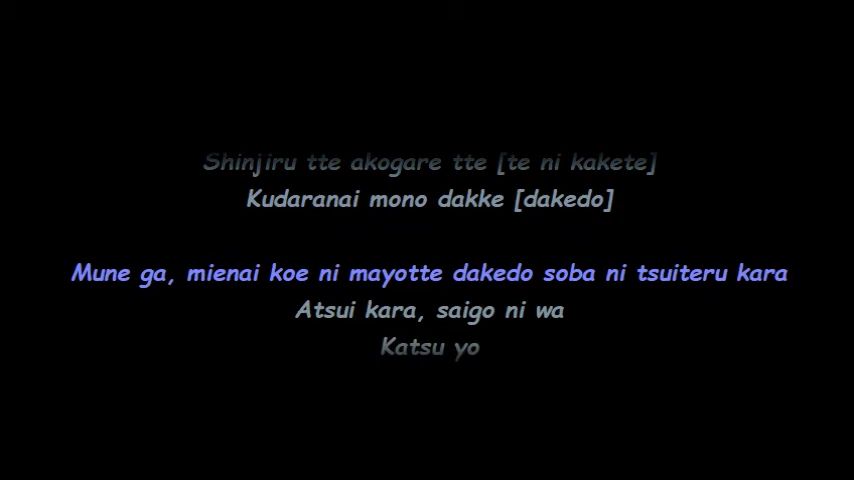 Shinjiru tte akogare tte [te ni kakete]
Kudaranai mono dakke [dakedo]
Mune ga, mienai koe ni mayotte dakedo soba ni tsuiteru kara
Atsui kara, saigo ni wa
Katsu yo